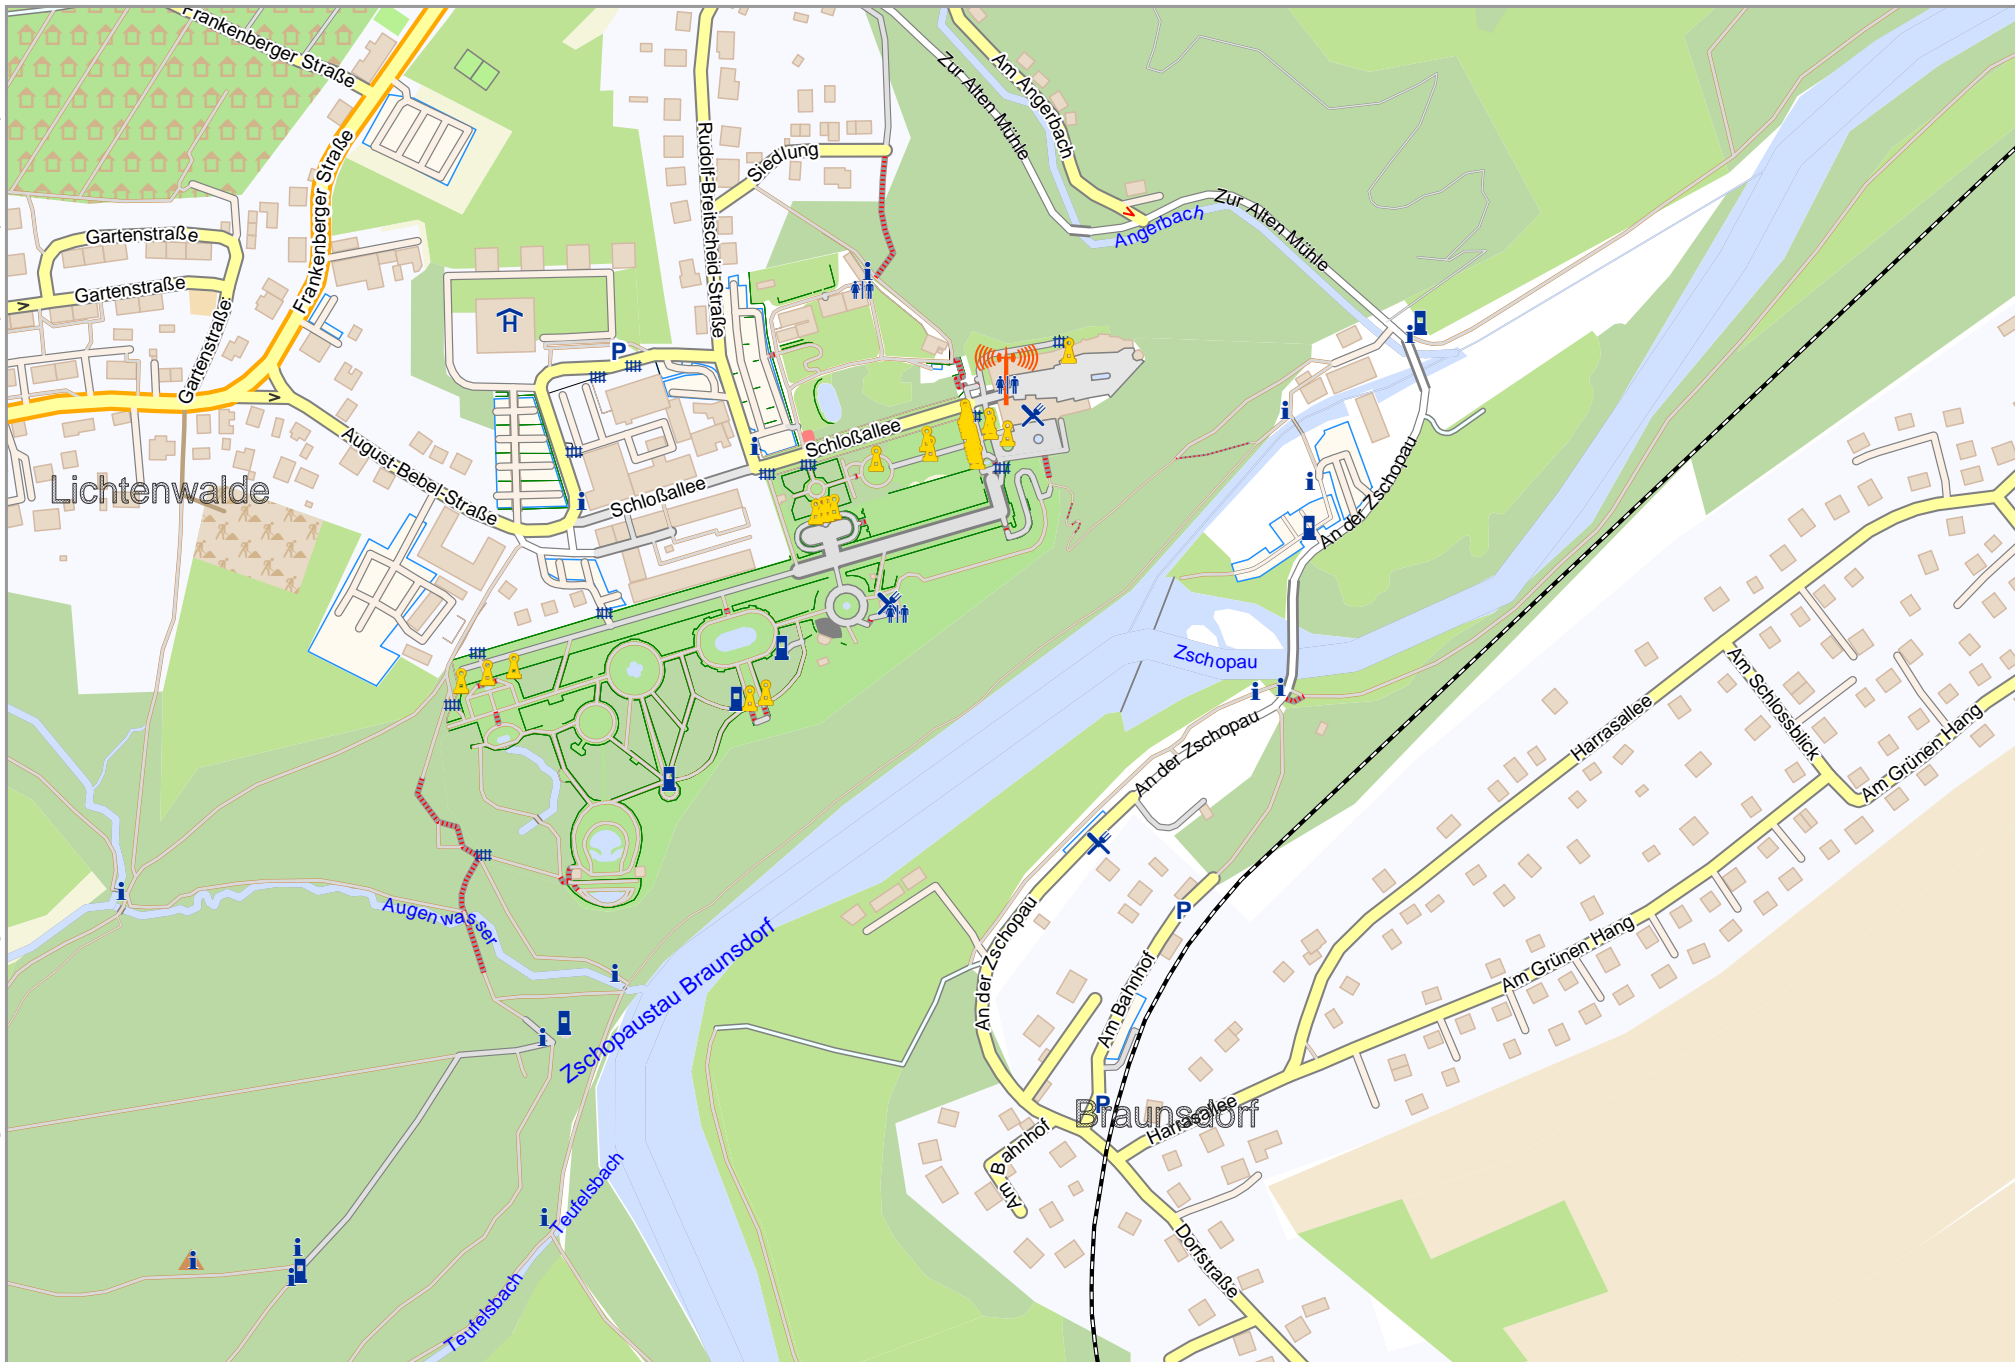 Frankenberger Straße
Zur Alten Mühle
Am Angerbach
Rudolf-Breitscheid-Straße
Siedlung
Frankenberger Straße
Zur Alten Mühle
Angerbach
Gartenstraße
Gartenstraße
Gartenstraße
H
P
August-Bebel-Straße
Schloßallee
Schloßallee
Lichtenwalde
An der Zschopau
Zschopau
Am Schlossblick
Harrasallee
Am Grünen Hang
An der Zschopau
Augenwasser
An der Zschopau
P
Am Bahnhof
Am Grünen Hang
Zschopaustau Braunsdorf
P
Braunsdorf
Harrasallee
Am Bahnhof
Teufelsbach
Dorfstraße
Teufelsbach